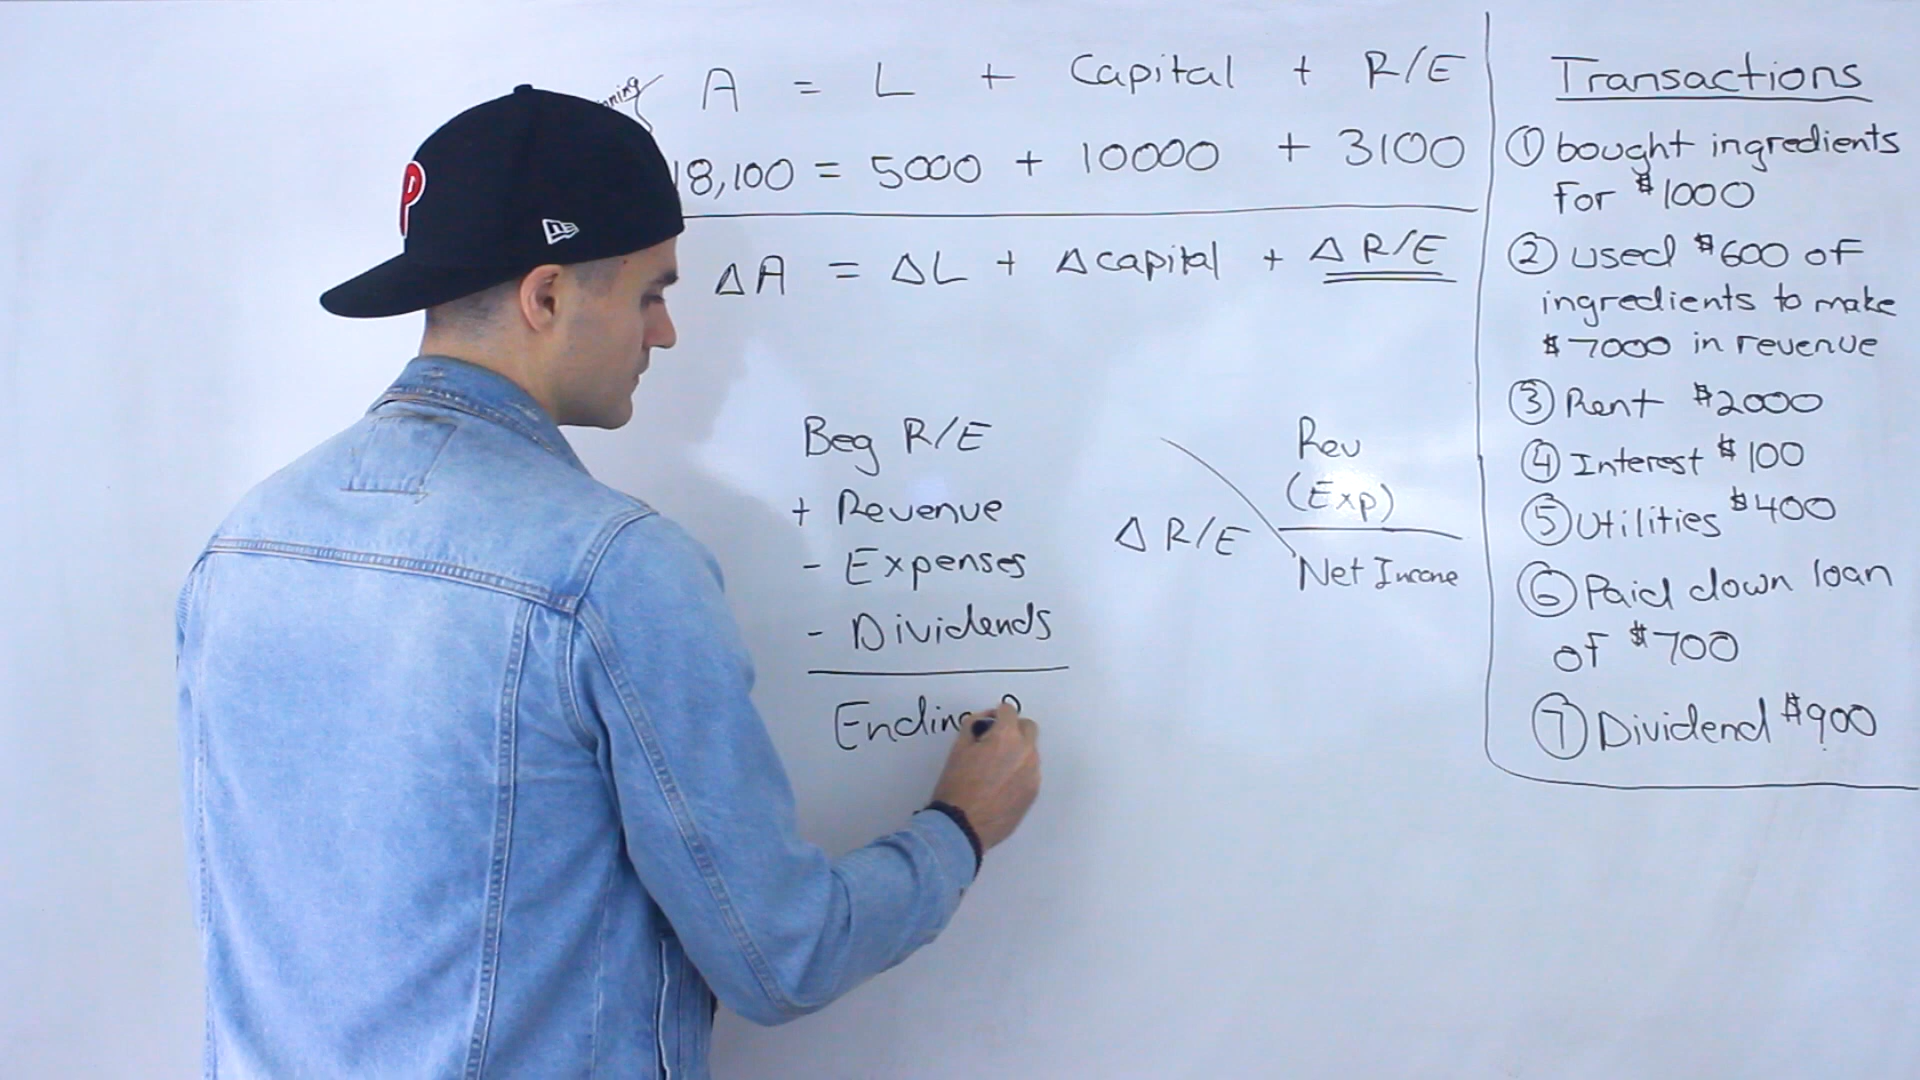 A = L + Capital + R/E
18,100 = 5000 + 10000 + 3100
ΔA = ΔL + Δcapital + ΔR/E
Beg R/E
+ Revenue
- Expenses
- Dividends
Ending
Rev
(Exp)
ΔR/E
Net Income
Transactions
① bought ingredients
for $1000
② used $600 of
ingredients to make
$7000 in revenue
③ Rent $2000
④ Interest $100
⑤ Utilities $400
⑥ Paid down loan
of $700
⑦ Dividend $900
P